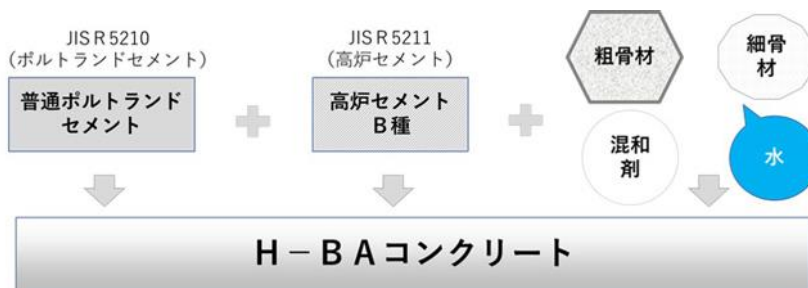 JIS R 5210
(ポルトランドセメント)
普通ポルトランド
セメント
JIS R 5211
(高炉セメント)
高炉セメント
B種
粗骨材
細骨
材
混和
剤
水
H－BAコンクリート